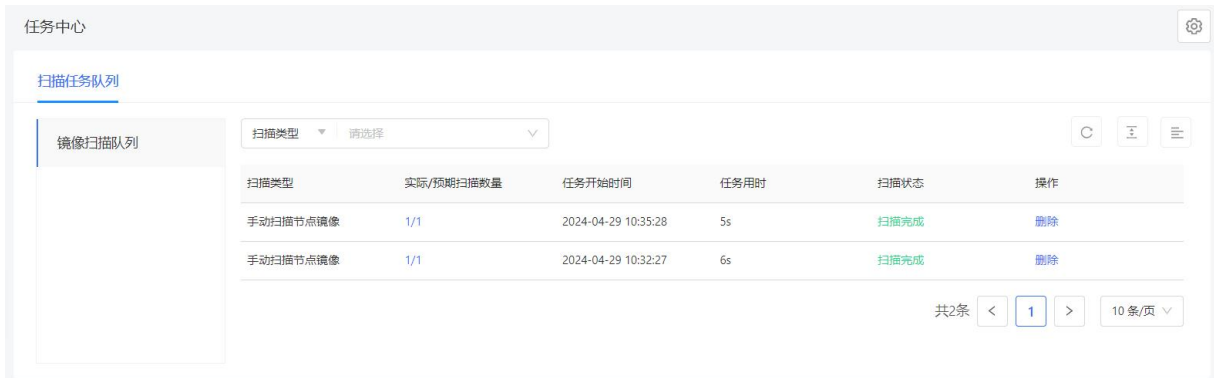 任务中心
扫描任务队列
镜像扫描队列
扫描类型 请选择
扫描类型 实际/预期扫描数量 任务开始时间 任务用时 扫描状态 操作
手动扫描节点镜像 1/1 2024-04-29 10:35:28 5s 扫描完成 删除
手动扫描节点镜像 1/1 2024-04-29 10:32:27 6s 扫描完成 删除
共2条 < 1 > 10 条/页